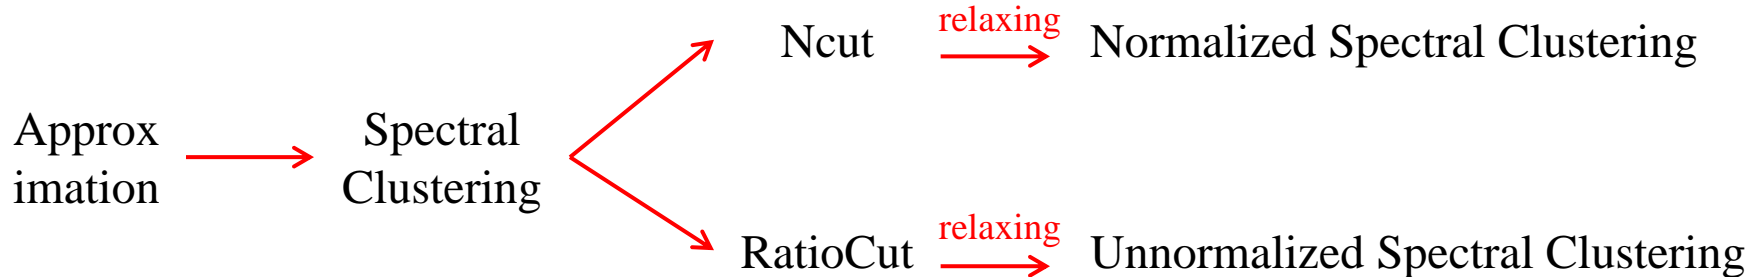 Ncut relaxing Normalized Spectral Clustering
Approx
imation
Spectral
Clustering
RatioCut relaxing Unnormalized Spectral Clustering